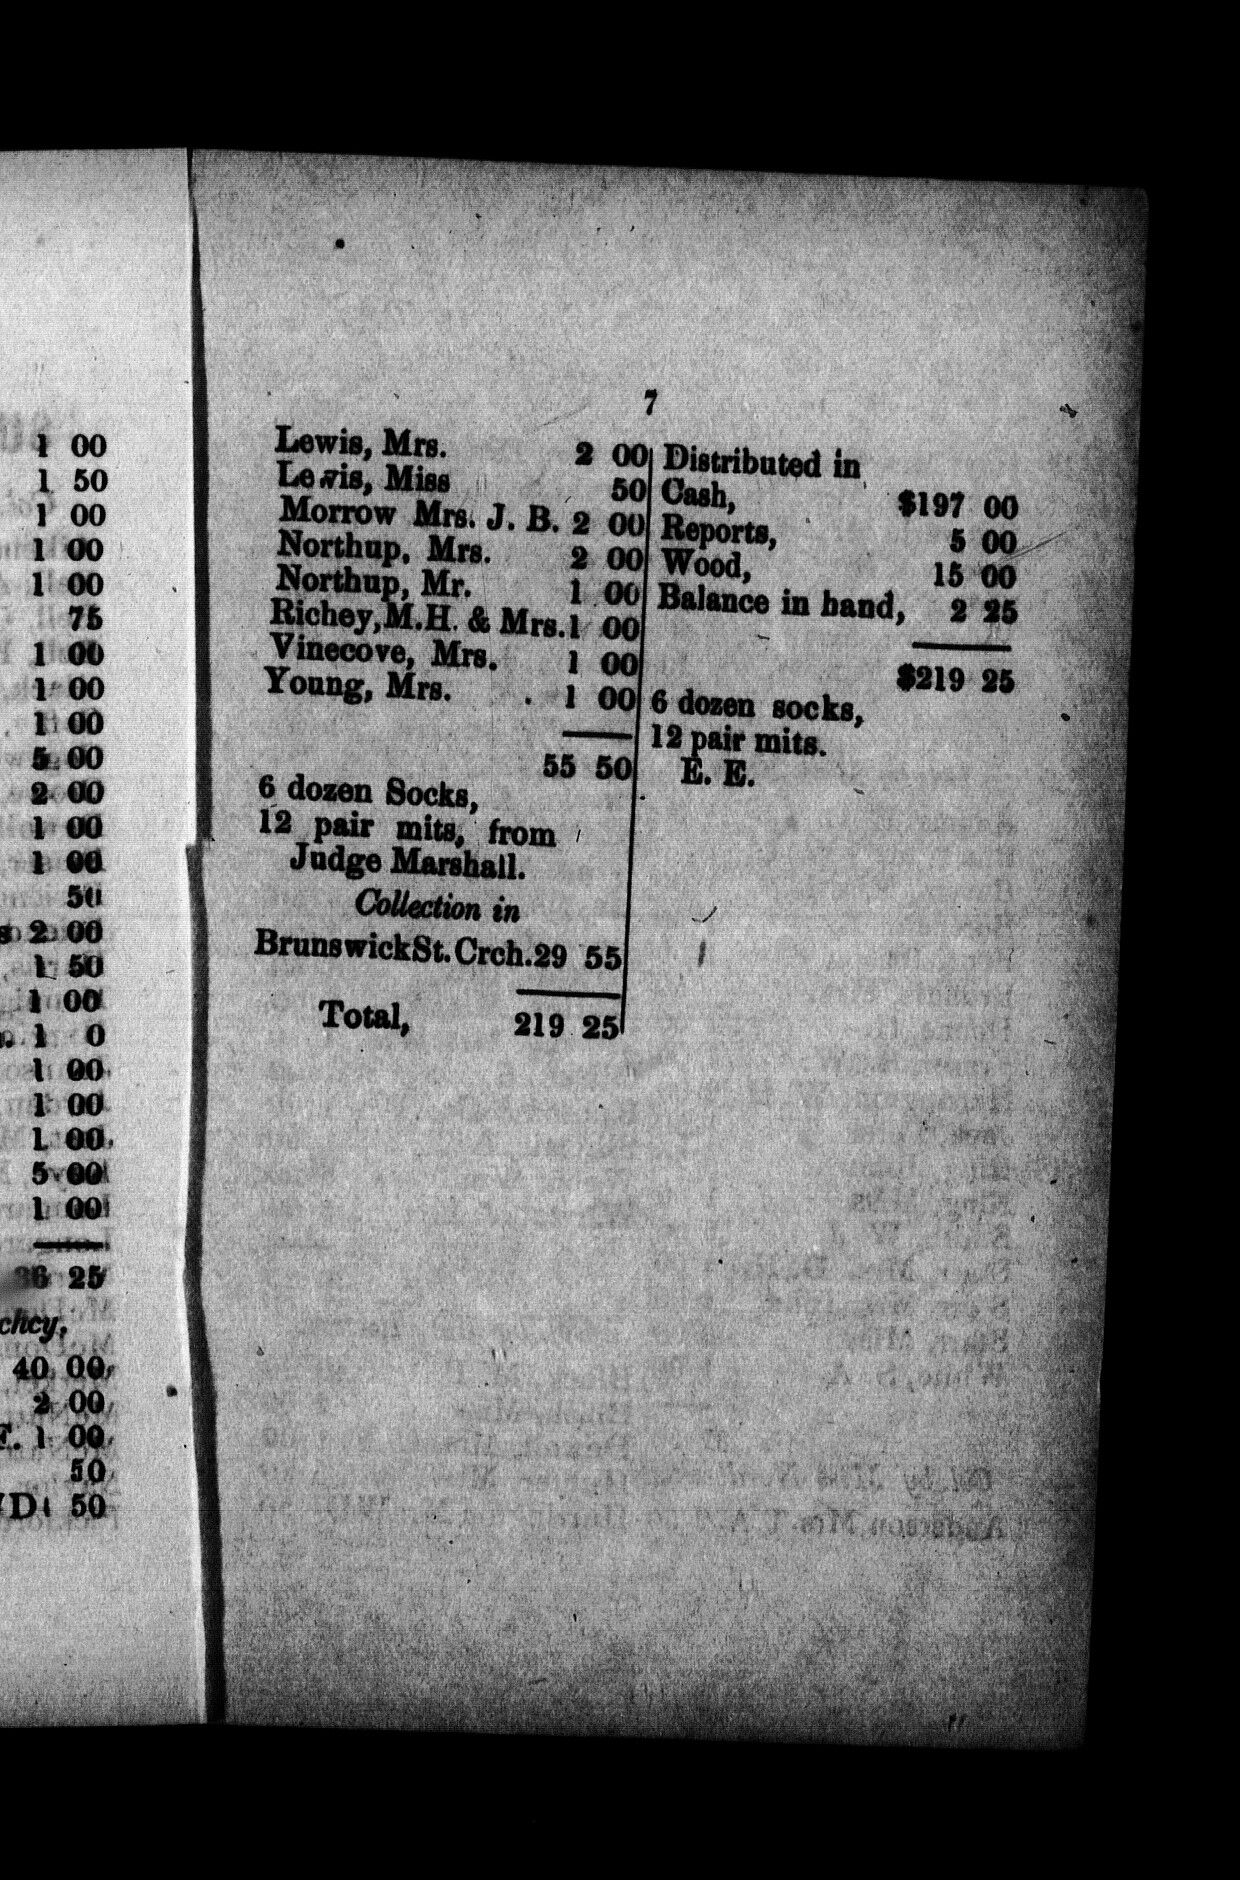 1 00
1 50
1 00
1 00
1 00
75
1 00
1 00
1 00
5 00
2 00
1 00
1 00
50
s 2 00
1 50
1 00
. 1 0
1 00
1 00
1 00
5 00
1 00
36 25
chey,
40 00
2 00
F. 1 00
50
D 50
7
Lewis, Mrs. 2 00
Lewis, Miss 50
Morrow Mrs. J. B. 2 00
Northup, Mrs. 2 00
Northup, Mr. 1 00
Richey, M.H. & Mrs. 1 00
Vinecove, Mrs. 1 00
Young, Mrs. . 1 00
55 50
6 dozen Socks,
12 pair mits, from
Judge Marshall.
Collection in
Brunswick St. Crch. 29 55
Total, 219 25
Distributed in
Cash, $197 00
Reports, 5 00
Wood, 15 00
Balance in hand, 2 25
$219 25
6 dozen socks,
12 pair mits.
E. E.